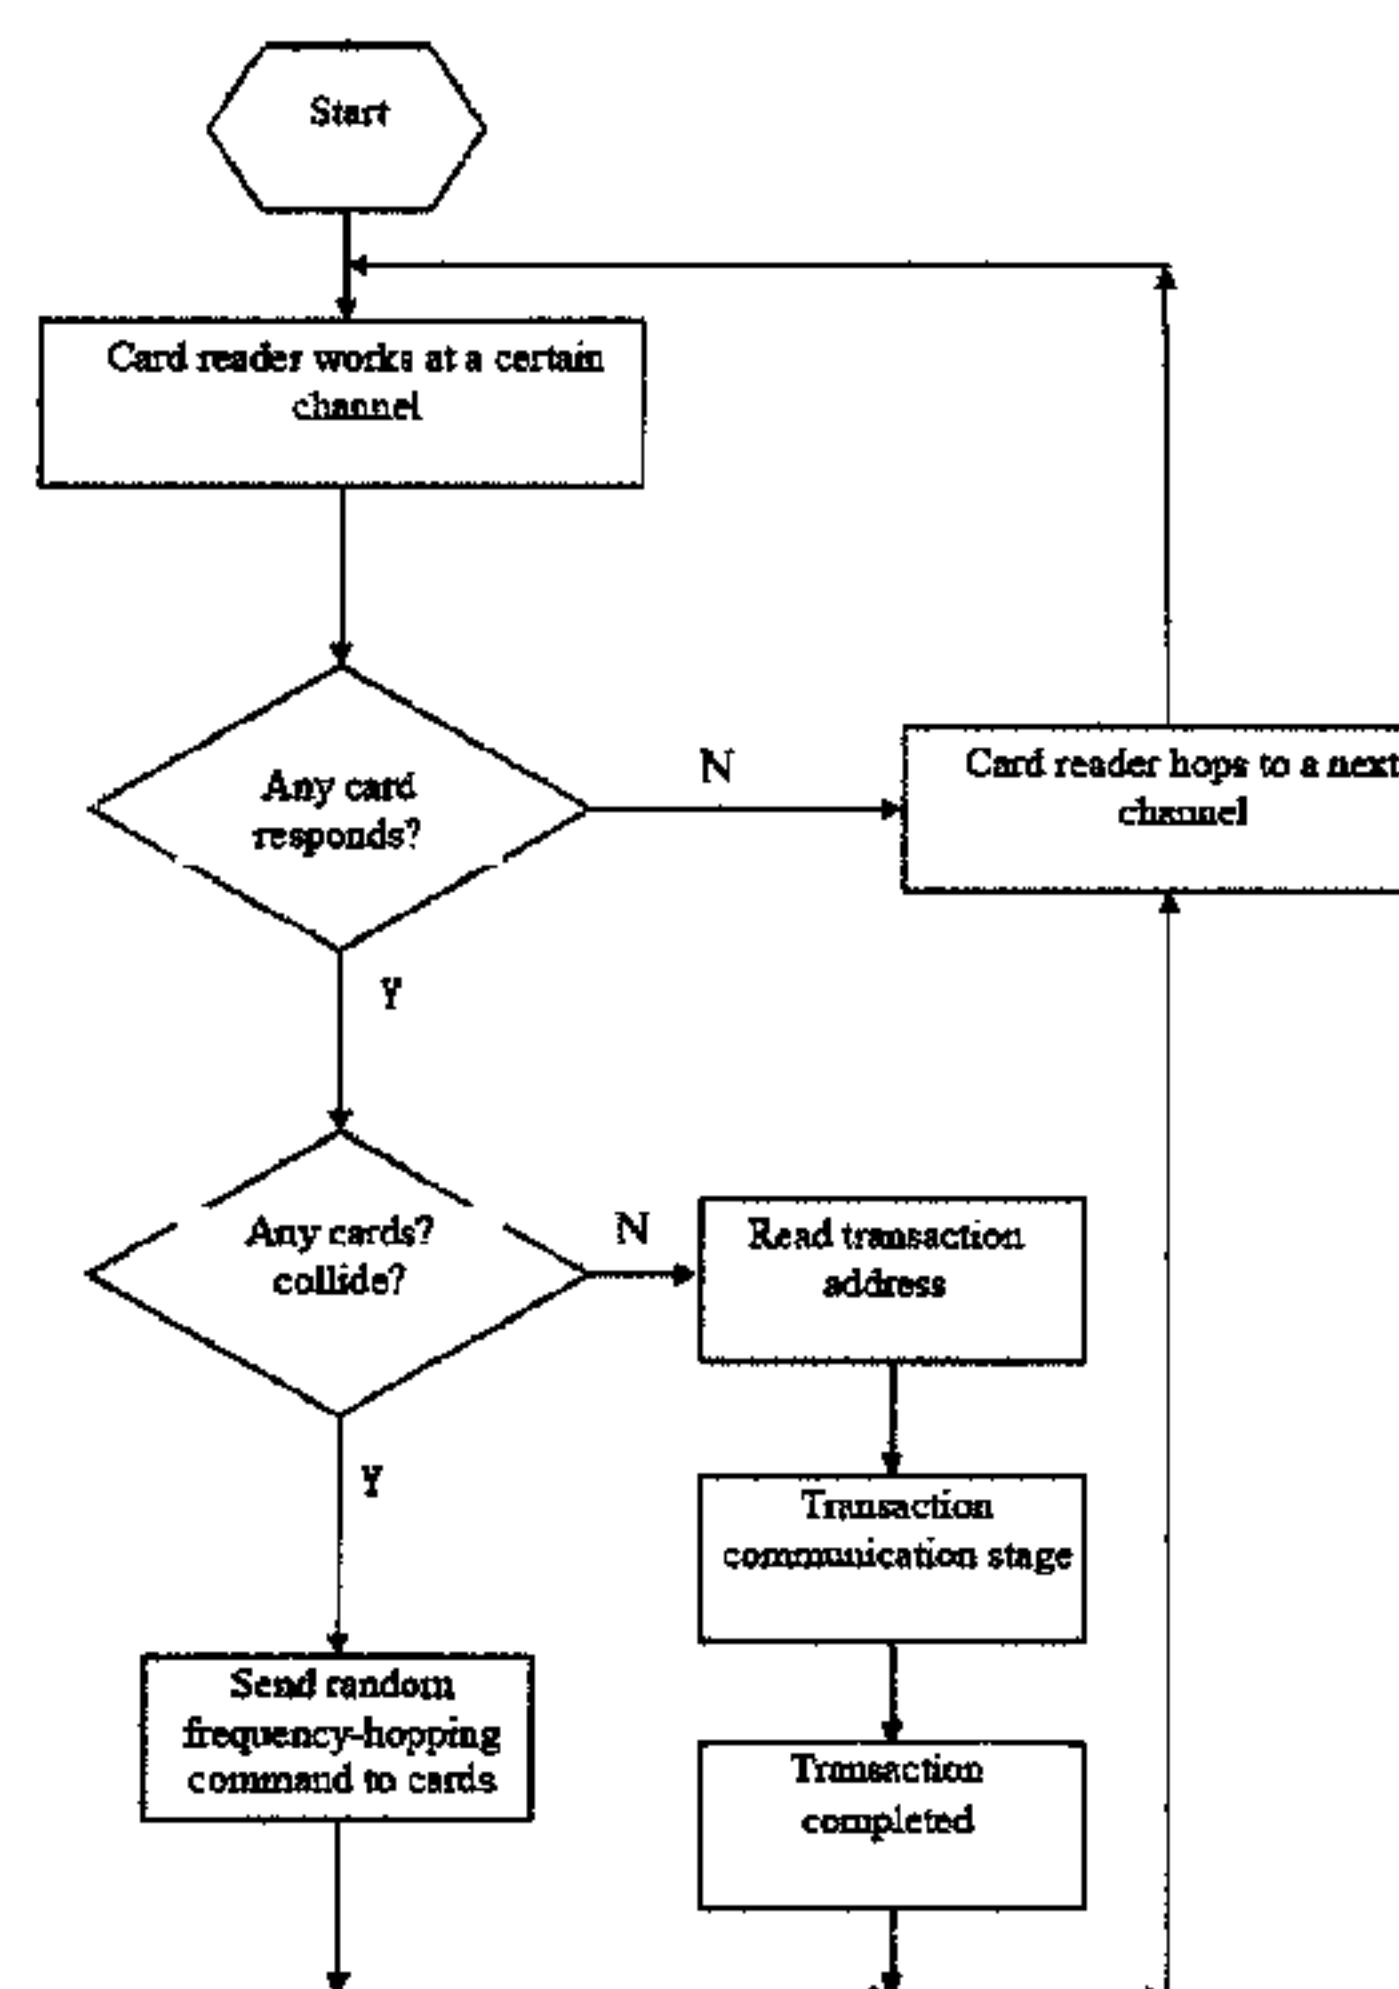 Start
Card reader works at a certain
channel
Any card
responds?
N
Card reader hops to a next
channel
Y
Any cards?
collide?
N
Read transaction
address
Y
Transaction
communication stage
Send random
frequency-hopping
command to cards
Transaction
completed